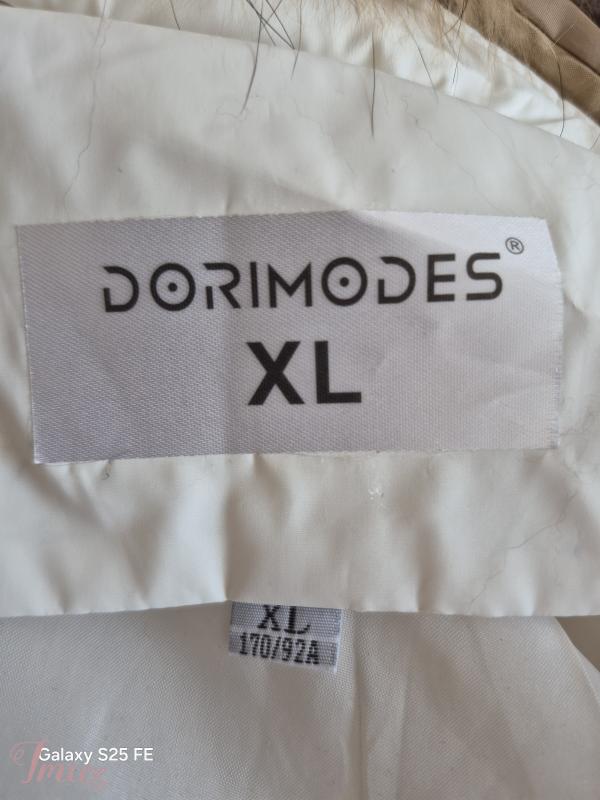 DORIMODES®
XL
XL
170/92A
Galaxy S25 FE